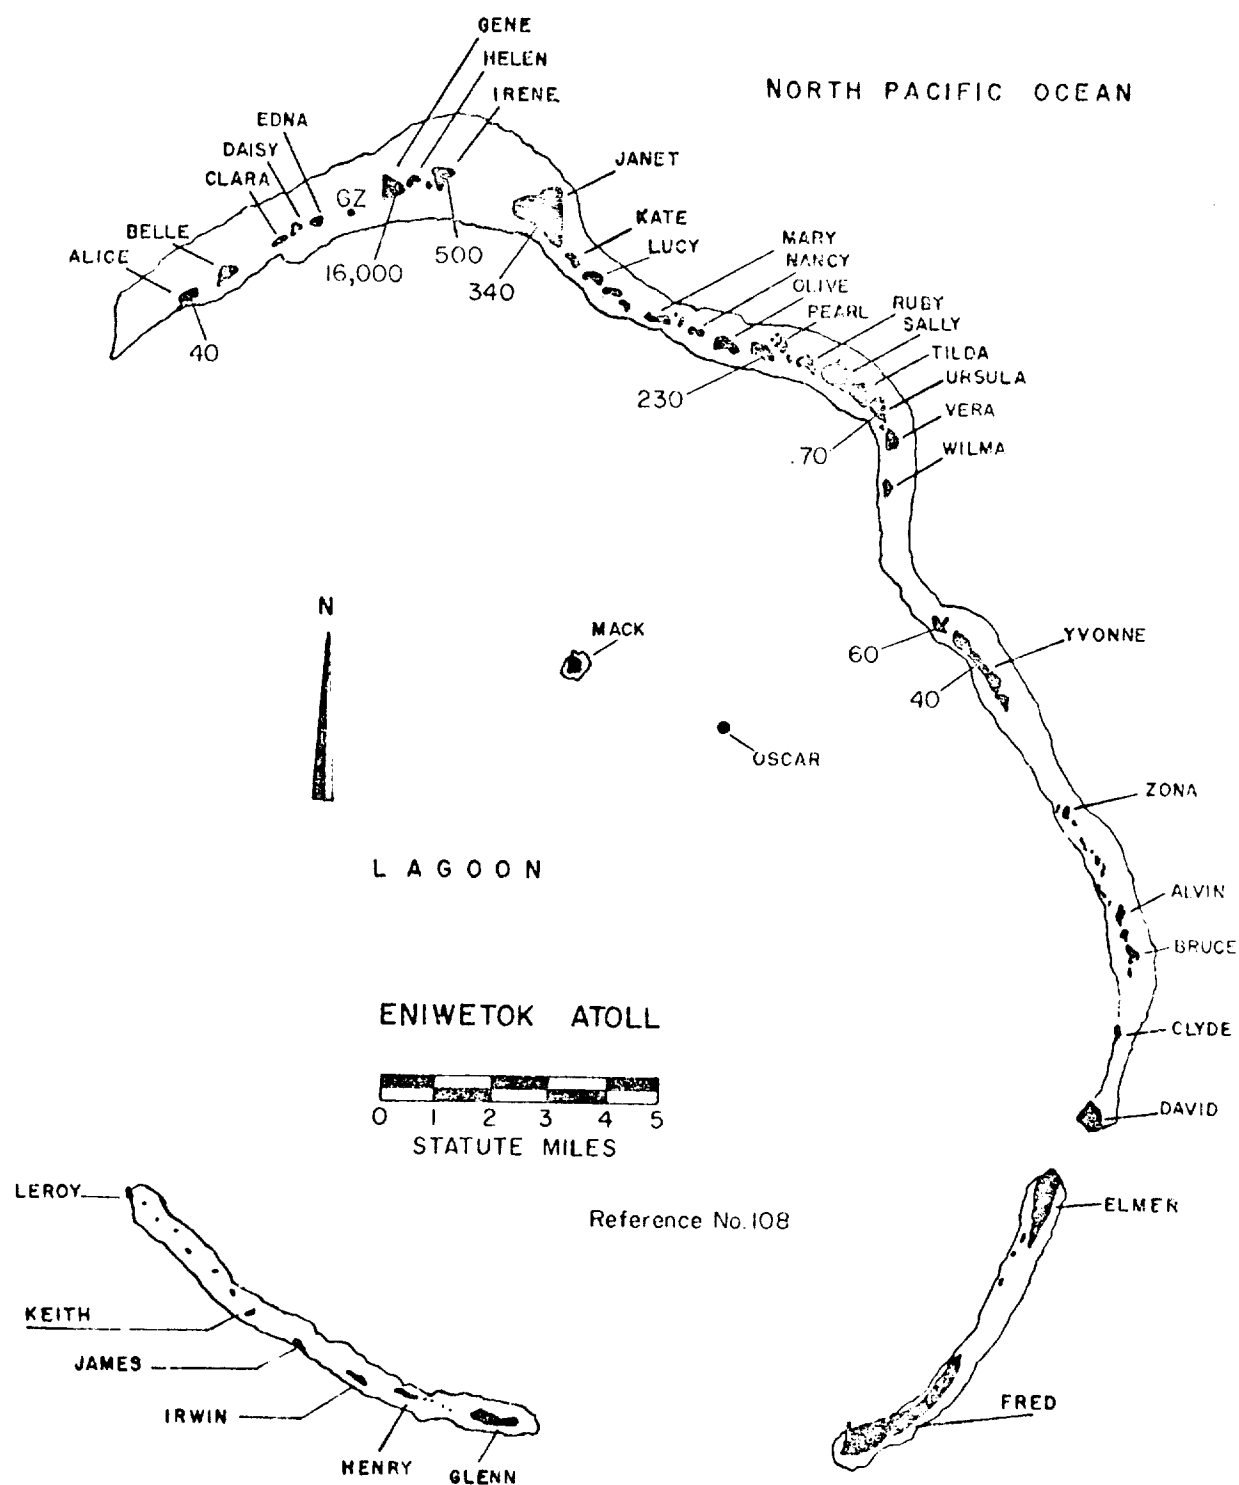 GENE
HELEN
IRENE
NORTH PACIFIC OCEAN
EDNA
DAISY
CLARA
JANET
GZ
BELLE
ALICE
KATE
LUCY
MARY
NANCY
OLIVE
PEARL
RUBY
SALLY
TILDA
URSULA
VERA
WILMA
500
16,000
340
40
230
.70
N
MACK
60
YVONNE
40
OSCAR
ZONA
LAGOON
ALVIN
BRUCE
ENIWETOK ATOLL
CLYDE
0 1 2 3 4 5
STATUTE MILES
DAVID
LEROY
Reference No. 108
ELMER
KEITH
JAMES
IRWIN
HENRY
GLENN
FRED